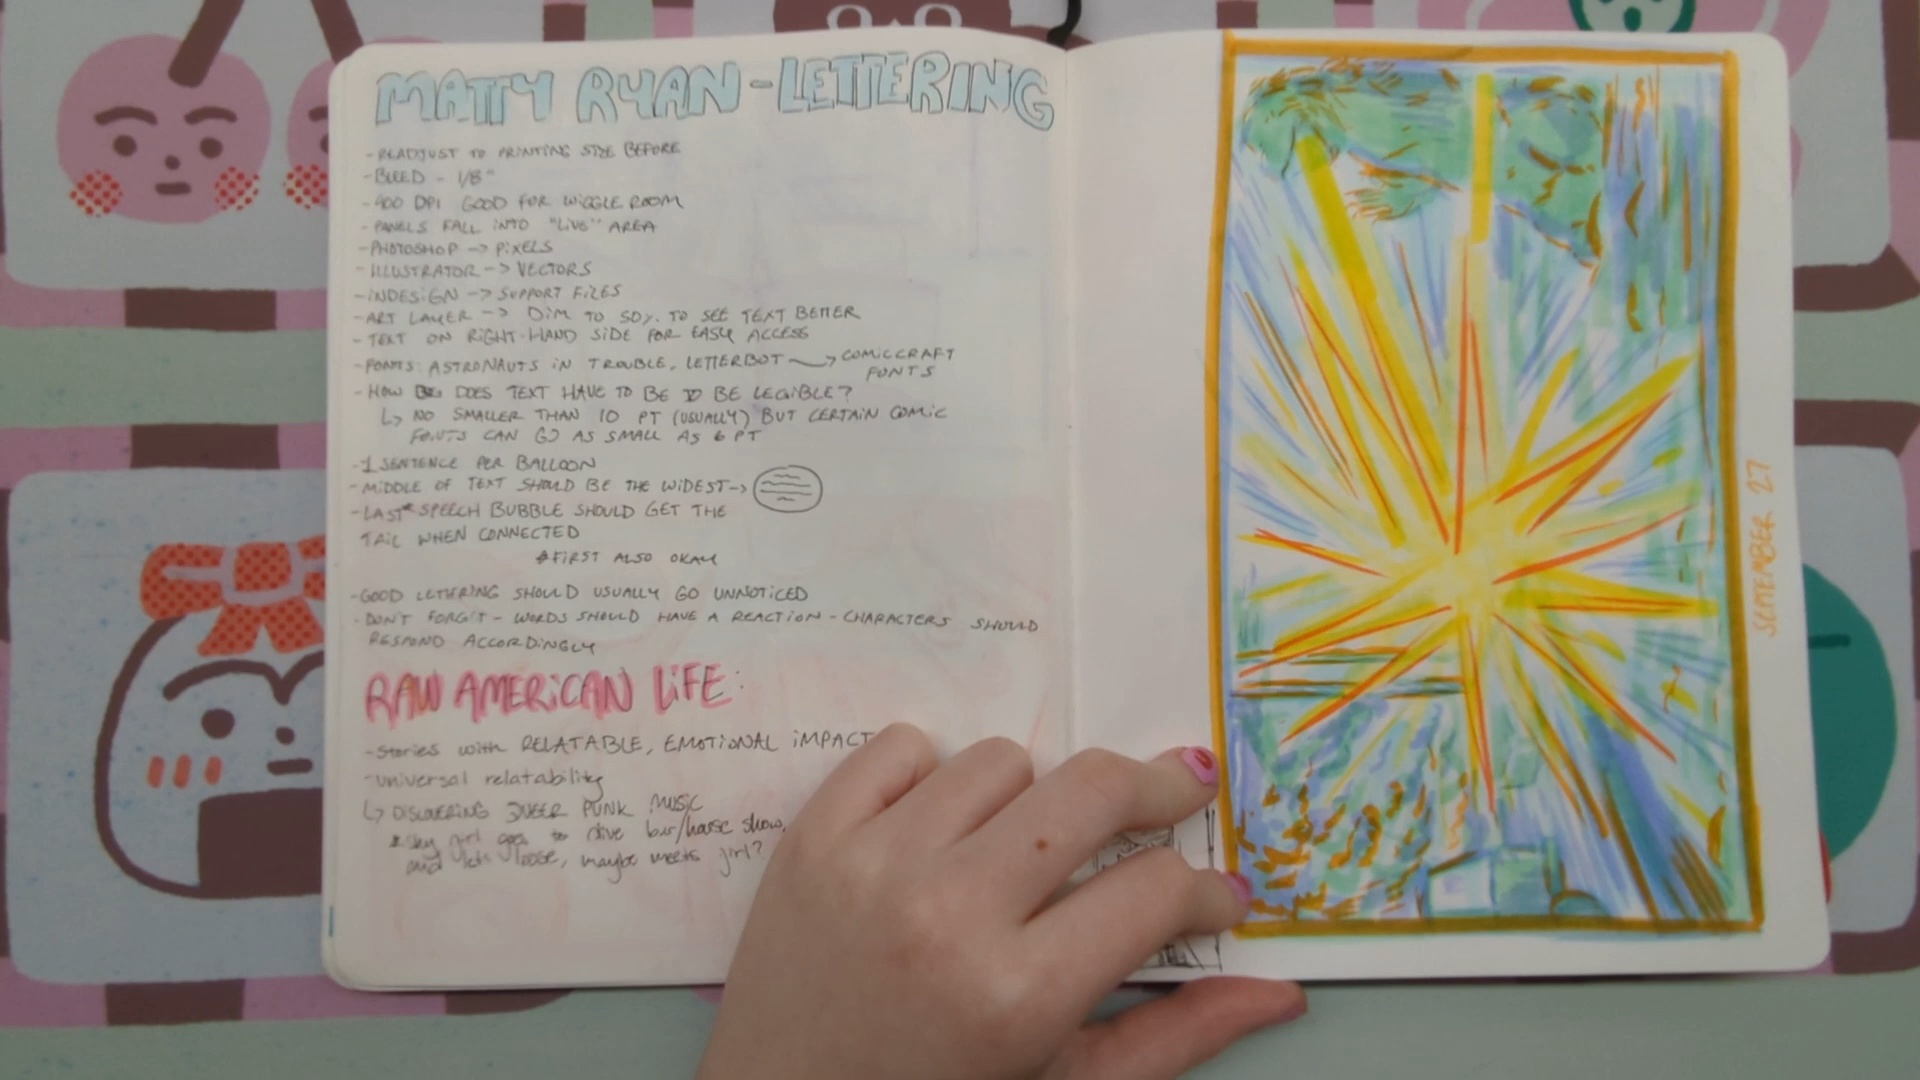 MATTY RYAN - LETTERING
- READJUST TO PRINTING SIZE BEFORE
- BLEED - 1/8"
- 400 DPI GOOD FOR WIGGLE ROOM
- PANELS FALL INTO "LIVE" AREA
- PHOTOSHOP -> PIXELS
- ILLUSTRATOR -> VECTORS
- INDESIGN -> SUPPORT FILES
- ART LAYER -> DIM TO 50%. TO SEE TEXT BETTER
- TEXT ON RIGHT-HAND SIDE FOR EASY ACCESS
- FONTS: ASTRONAUTS IN TROUBLE, LETTERBOT -> COMICCRAFT
FONTS
- HOW BIG DOES TEXT HAVE TO BE TO BE LEGIBLE?
↳ NO SMALLER THAN 10 PT (USUALLY) BUT CERTAIN COMIC
FONTS CAN GO AS SMALL AS 6 PT
- 1 SENTENCE PER BALLOON
- MIDDLE OF TEXT SHOULD BE THE WIDEST ->
- LAST* SPEECH BUBBLE SHOULD GET THE
TAIL WHEN CONNECTED
* FIRST ALSO OKAY
- GOOD LETTERING SHOULD USUALLY GO UNNOTICED
- DON'T FORGET - WORDS SHOULD HAVE A REACTION - CHARACTERS SHOULD
RESPOND ACCORDINGLY
RAW AMERICAN LIFE:
- stories with RELATABLE, EMOTIONAL IMPACT
- universal relatability
↳ DISCOVERING QUEER PUNK MUSIC
* shy girl goes to dive bar/house show,
and lets loose, maybe meets girl?
SEPTEMBER 27